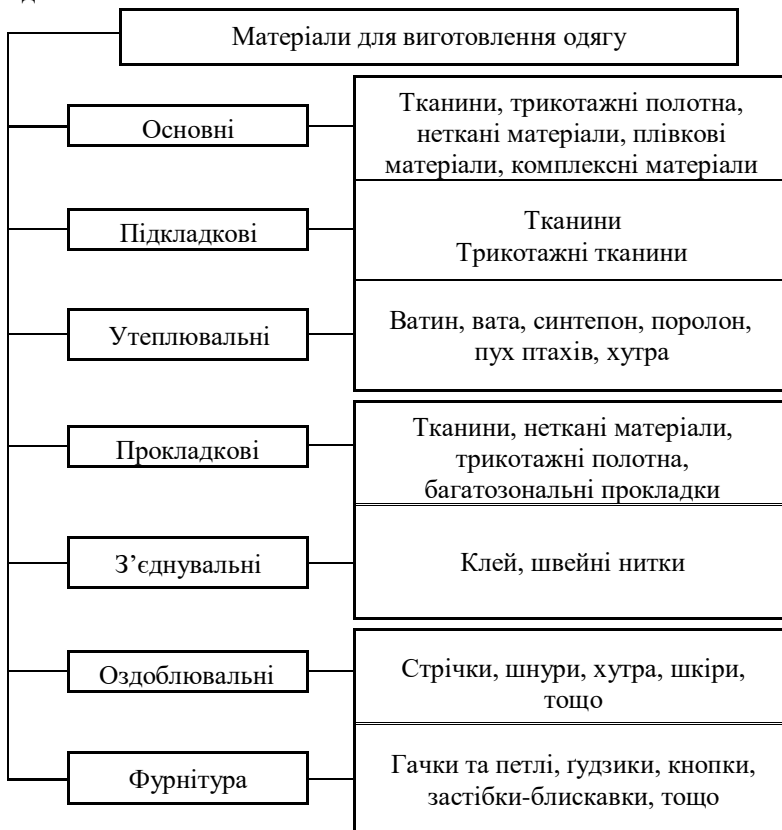 Матеріали для виготовлення одягу
Основні
Тканини, трикотажні полотна,
неткані матеріали, плівкові
матеріали, комплексні матеріали
Підкладкові
Тканини
Трикотажні тканини
Утеплювальні
Ватин, вата, синтепон, поролон,
пух птахів, хутра
Прокладкові
Тканини, неткані матеріали,
трикотажні полотна,
багатозональні прокладки
З’єднувальні
Клей, швейні нитки
Оздоблювальні
Стрічки, шнури, хутра, шкіри,
тощо
Фурнітура
Гачки та петлі, ґудзики, кнопки,
застібки-блискавки, тощо